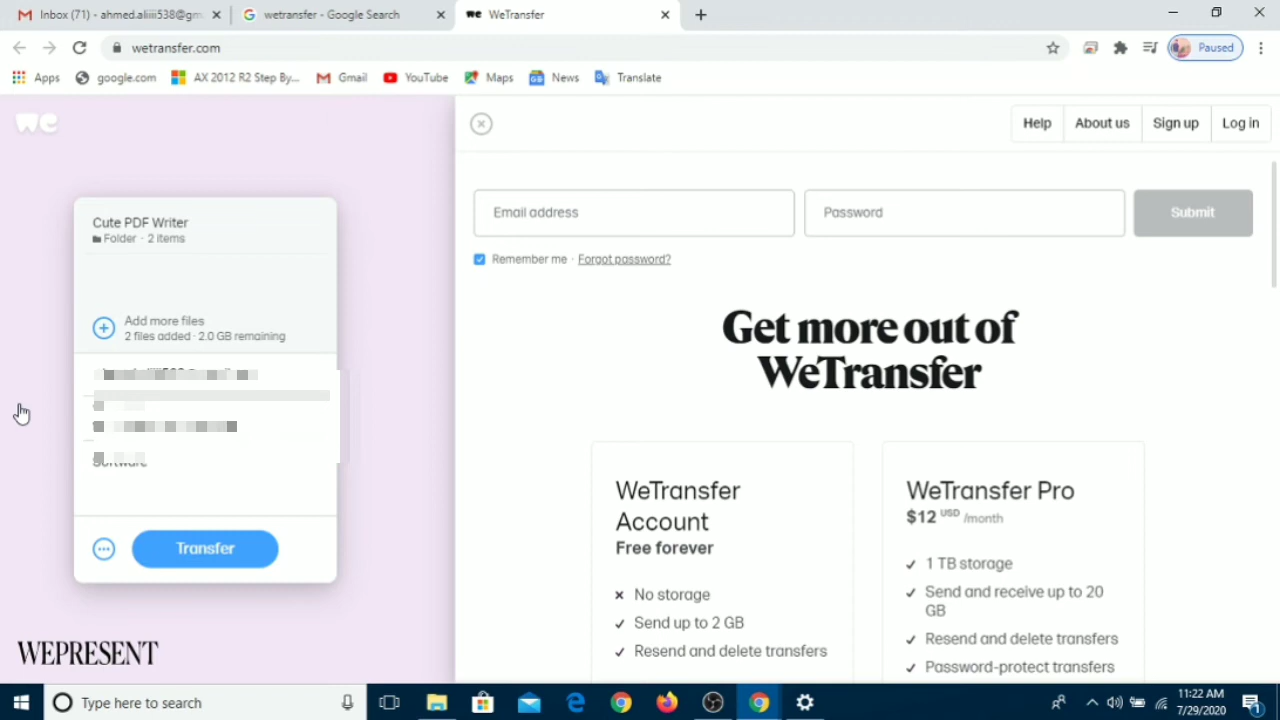 Inbox (71) - ahmed.aliiii538@gm
wetransfer - Google Search
we WeTransfer
wetransfer.com
Paused
Apps
google.com
AX 2012 R2 Step By...
Gmail
YouTube
Maps
News
Translate
we
Help
About us
Sign up
Log in
Cute PDF Writer
Folder · 2 items
Add more files
2 files added · 2.0 GB remaining
Software
Transfer
WEPRESENT
Email address
Password
Submit
Remember me · Forgot password?
Get more out of
WeTransfer
WeTransfer
Account
Free forever
No storage
Send up to 2 GB
Resend and delete transfers
WeTransfer Pro
$12 USD /month
1 TB storage
Send and receive up to 20
GB
Resend and delete transfers
Password-protect transfers
Type here to search
11:22 AM
7/29/2020
1